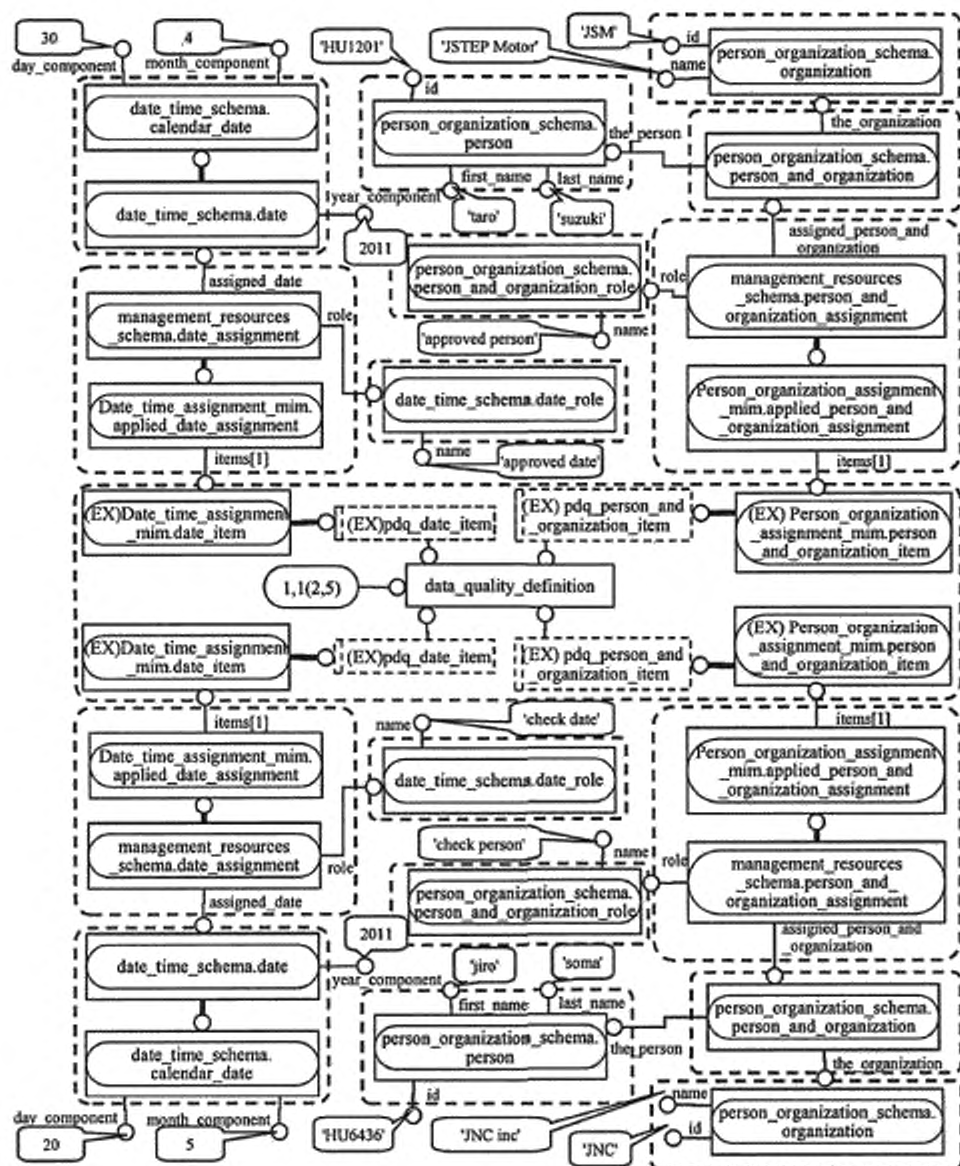 30
day_component
4
month_component
'HU1201'
id
'JSTEP Motor'
'JSM'
id
name
person_organization_schema.
organization
date_time_schema.
calendar_date
person_organization_schema.
person
the_person
the_organization
person_organization_schema.
person_and_organization
first_name
last_name
date_time_schema.date
year_component
2011
'taro'
'suzuki'
assigned_person_and
organization
assigned_date
person_organization_schema.
person_and_organization_role
role
management_resources
_schema.person_and_
organization_assignment
management_resources
_schema.date_assignment
role
'approved person'
name
Date_time_assignment_mim.
applied_date_assignment
date_time_schema.date_role
Person_organization_assignment
_mim.applied_person_and
_organization_assignment
items[1]
name
'approved date'
items[1]
(EX)Date_time_assignment
_mim.date_item
(EX)pdq_date_item
(EX) pdq_person_and
_organization_item
(EX) Person_organization
_assignment_mim.person
and_organization_item
1,1(2,5)
data_quality_definition
(EX)Date_time_assignment
_mim.date_item
(EX)pdq_date_item
(EX) pdq_person_and
_organization_item
(EX) Person_organization
_assignment_mim.person
and_organization_item
items[1]
name
'check date'
items[1]
Date_time_assignment_mim.
applied_date_assignment
date_time_schema.date_role
Person_organization_assignment
_mim.applied_person_and
_organization_assignment
management_resources
_schema.date_assignment
role
'check person'
name
role
management_resources
_schema.person_and_
organization_assignment
assigned_date
person_organization_schema.
person_and_organization_role
assigned_person_and
_organization
2011
date_time_schema.date
year_component
'jiro'
'soma'
first_name
last_name
person_organization_schema.
person_and_organization
date_time_schema.
calendar_date
person_organization_schema.
person
the_person
the_organization
day_component
20
month_component
5
id
'HU6436'
'JNC inc'
'JNC'
name
id
person_organization_schema.
organization